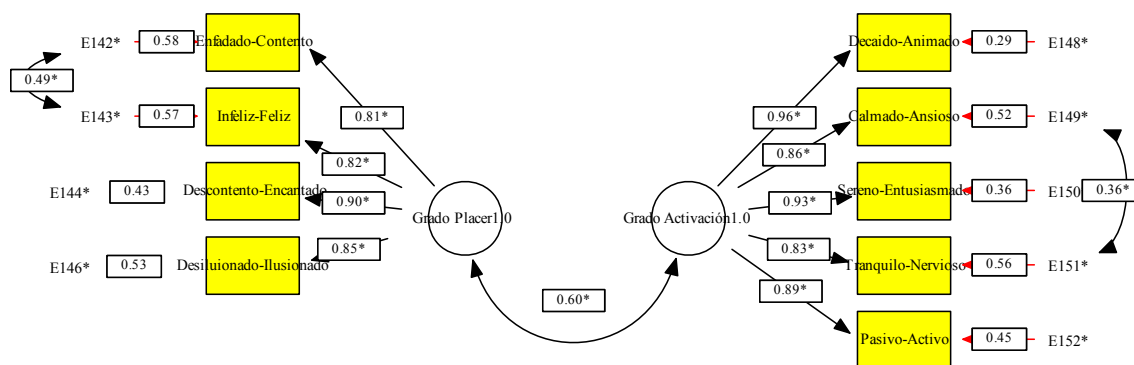 E142* 0.58 Enfadado-Contento
0.49*
E143* 0.57 Infeliz-Feliz
E144* 0.43 Descontento-Encantado
E146* 0.53 Desiluionado-Ilusionado
0.81*
0.82*
0.90*
0.85*
Grado Placer1.0
0.60*
Grado Activación1.0
0.96*
0.86*
0.93*
0.83*
0.89*
Decaido-Animado 0.29 E148*
Calmado-Ansioso 0.52 E149*
Sereno-Entusiasmado 0.36 E150
0.36*
Tranquilo-Nervioso 0.56 E151*
Pasivo-Activo 0.45 E152*